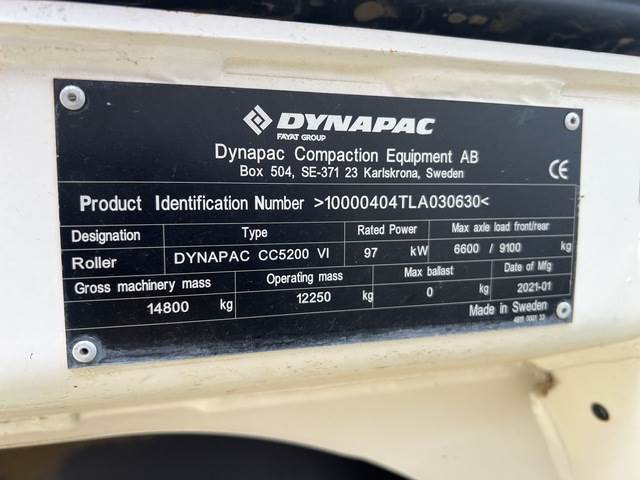 DYNAPAC
FAYAT GROUP
Dynapac Compaction Equipment AB
Box 504, SE-371 23 Karlskrona, Sweden
CE
Product Identification Number >10000404TLA030630<
Designation Type Rated Power Max axle load front/rear
Roller DYNAPAC CC5200 VI 97 kW 6600 / 9100 kg
Gross machinery mass Operating mass Max ballast Date of Mfg
14800 kg 12250 kg 0 kg 2021-01
Made in Sweden